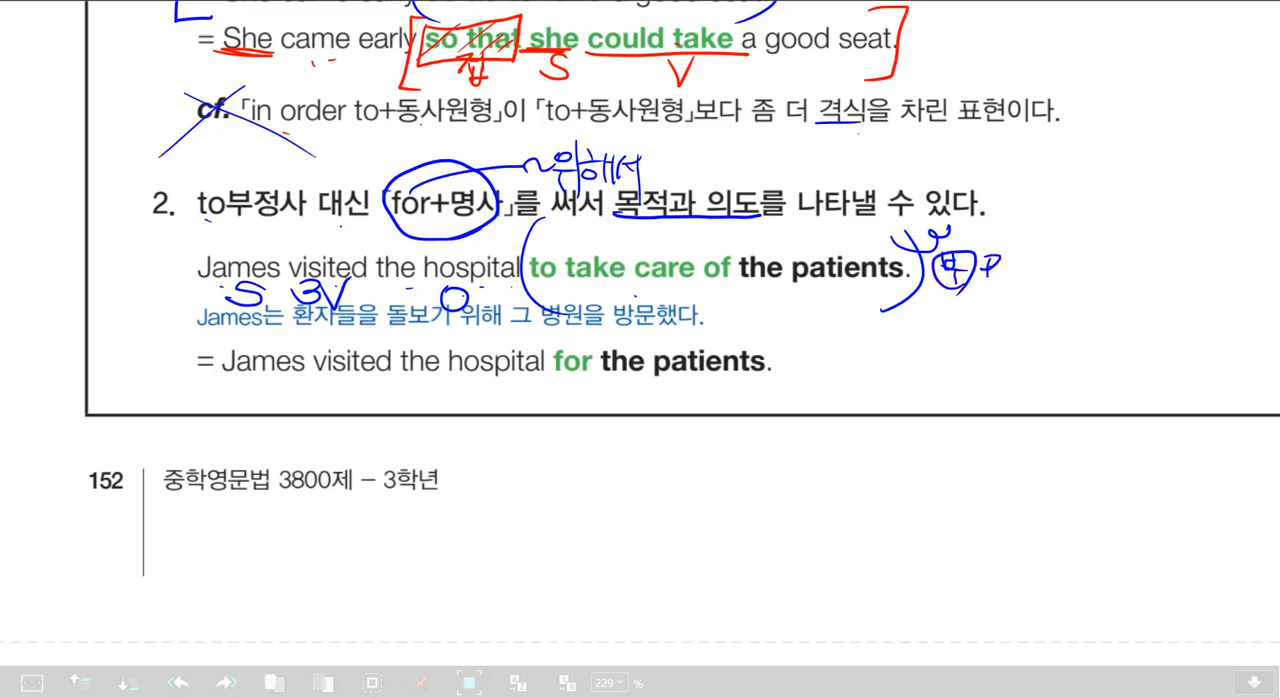 = She came early so that she could take a good seat.
접 S V
cf. 「in order to+동사원형」이 「to+동사원형」보다 좀 더 격식을 차린 표현이다.
~위해서
2. to부정사 대신 「for+명사」를 써서 목적과 의도를 나타낼 수 있다.
James visited the hospital to take care of the patients.
S 3V O
James는 환자들을 돌보기 위해 그 병원을 방문했다.
= James visited the hospital for the patients.
152 중학영문법 3800제 – 3학년
229 %